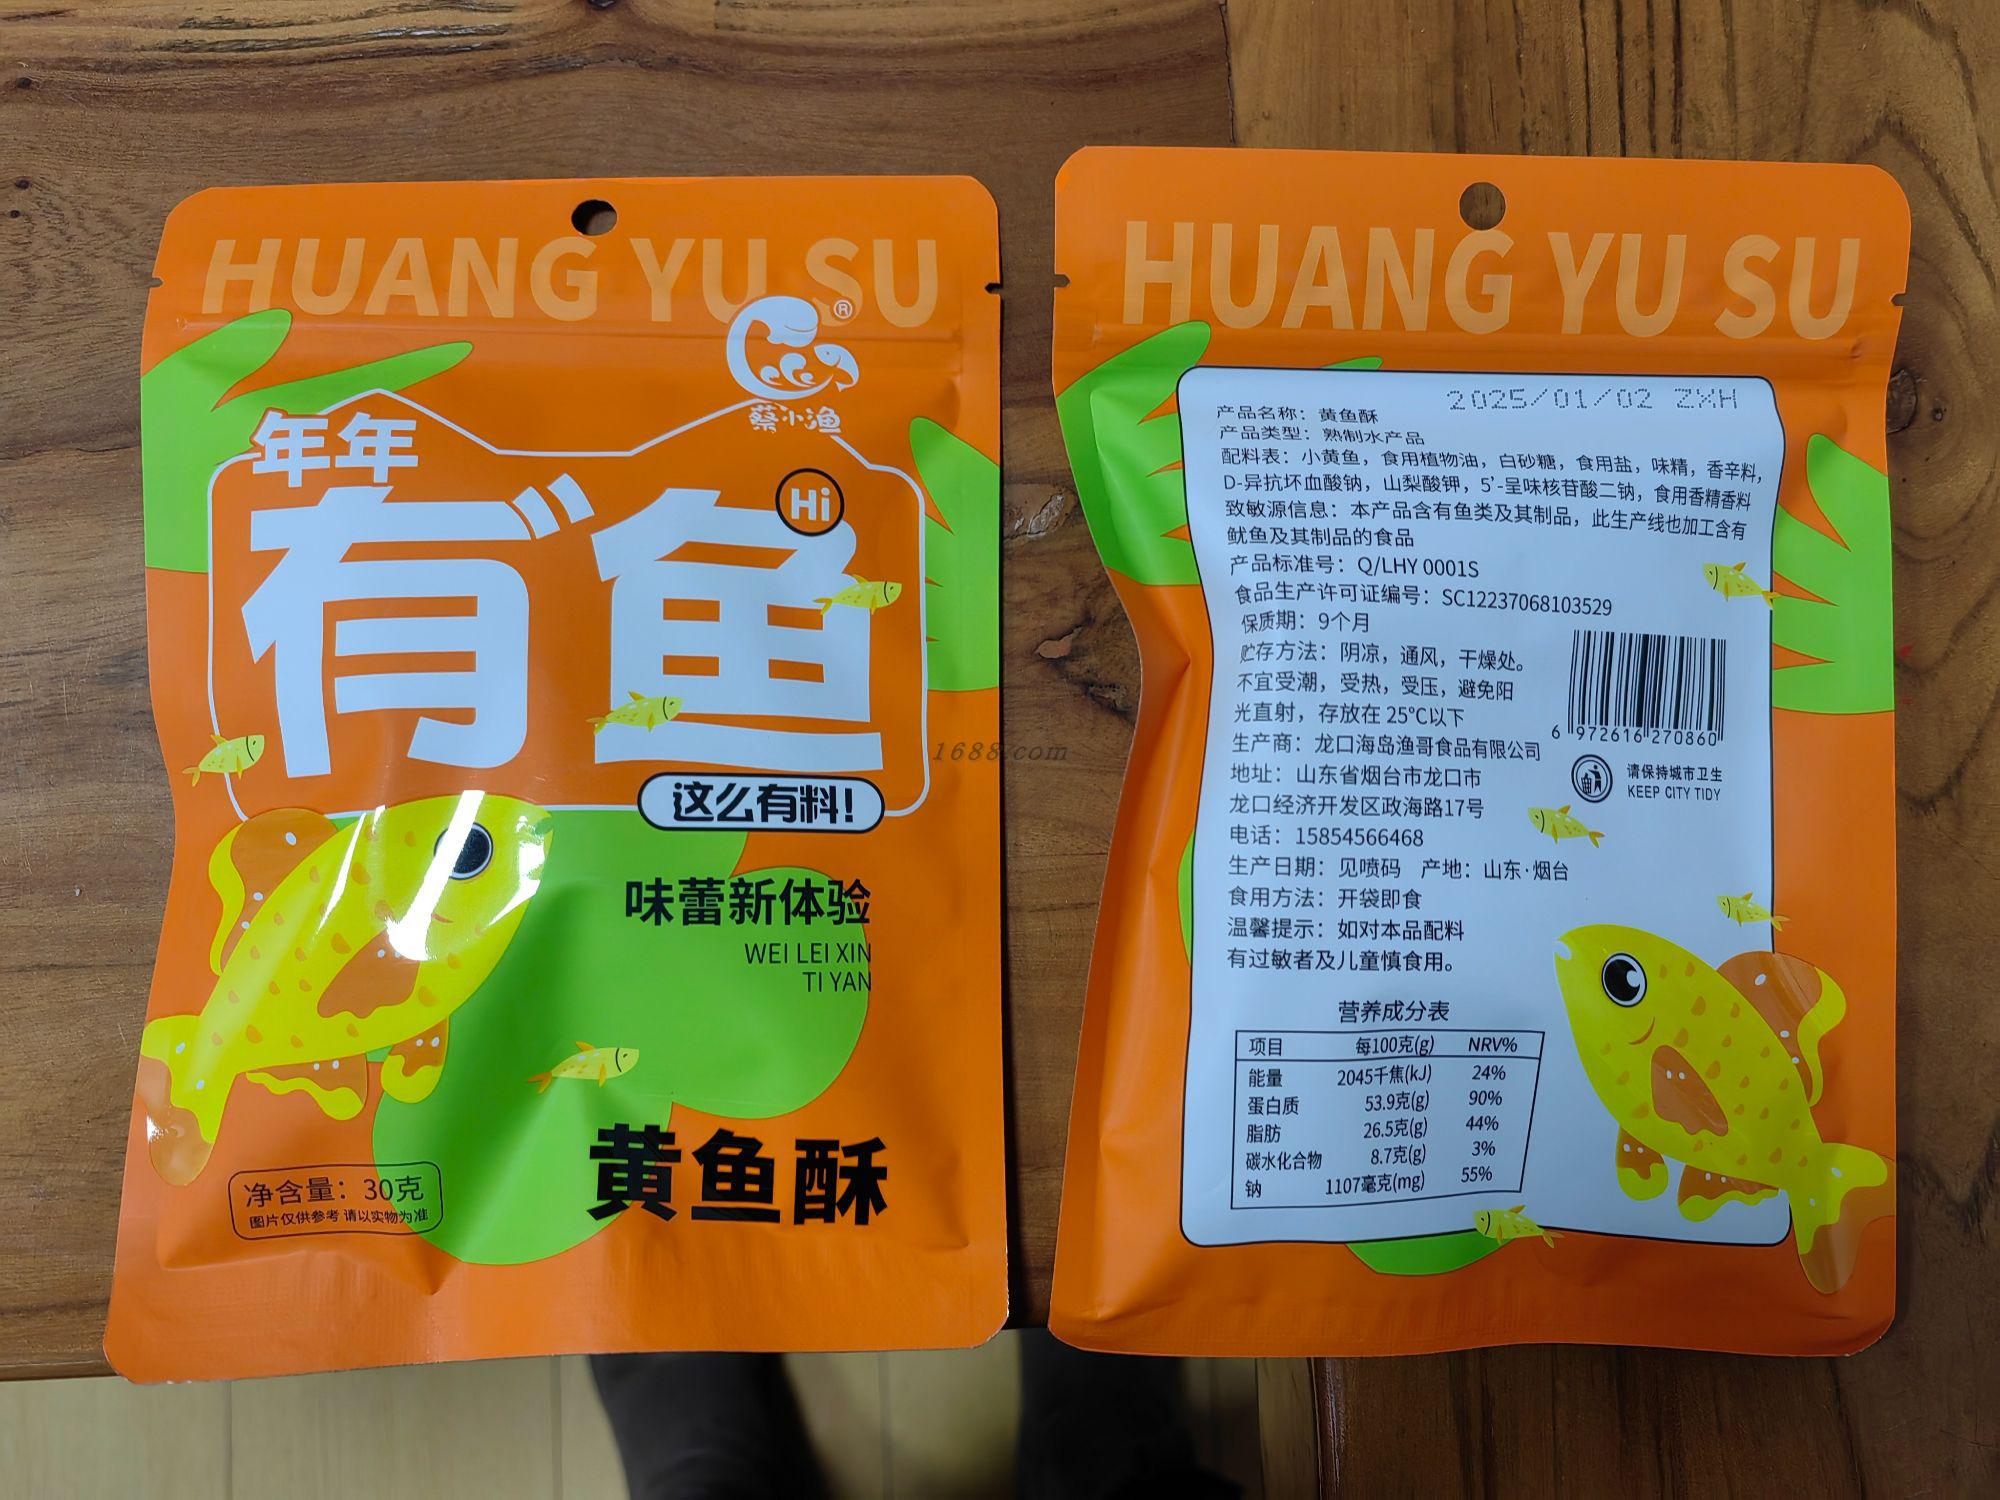 HUANG YU SU
®
蔡小渔
年年
有鱼
Hi
这么有料!
味蕾新体验
WEI LEI XIN
TI YAN
黄鱼酥
净含量：30克
图片仅供参考 请以实物为准
1688.com
HUANG YU SU
2025/01/02 ZXH
产品名称：黄鱼酥
产品类型：熟制水产品
配料表：小黄鱼，食用植物油，白砂糖，食用盐，味精，香辛料，
D-异抗坏血酸钠，山梨酸钾，5'-呈味核苷酸二钠，食用香精香料
致敏源信息：本产品含有鱼类及其制品，此生产线也加工含有
鱿鱼及其制品的食品
产品标准号：Q/LHY 0001S
食品生产许可证编号：SC12237068103529
保质期：9个月
贮存方法：阴凉，通风，干燥处。
不宜受潮，受热，受压，避免阳
光直射，存放在 25℃以下
生产商：龙口海岛渔哥食品有限公司
地址：山东省烟台市龙口市
龙口经济开发区政海路17号
电话：15854566468
生产日期：见喷码 产地：山东·烟台
食用方法：开袋即食
温馨提示：如对本品配料
有过敏者及儿童慎食用。
6 972616 270860
请保持城市卫生
KEEP CITY TIDY
营养成分表
项目 每100克(g) NRV%
能量 2045千焦(kJ) 24%
蛋白质 53.9克(g) 90%
脂肪 26.5克(g) 44%
碳水化合物 8.7克(g) 3%
钠 1107毫克(mg) 55%